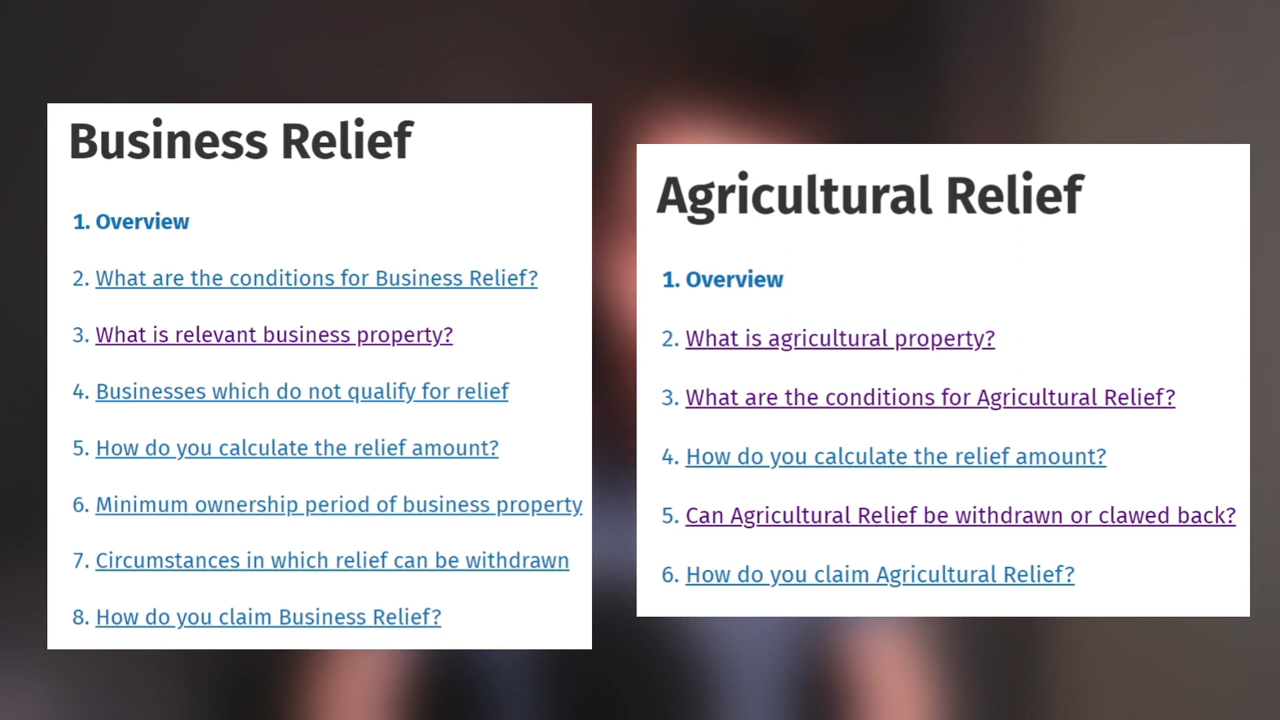 Business Relief
1. Overview
2. What are the conditions for Business Relief?
3. What is relevant business property?
4. Businesses which do not qualify for relief
5. How do you calculate the relief amount?
6. Minimum ownership period of business property
7. Circumstances in which relief can be withdrawn
8. How do you claim Business Relief?
Agricultural Relief
1. Overview
2. What is agricultural property?
3. What are the conditions for Agricultural Relief?
4. How do you calculate the relief amount?
5. Can Agricultural Relief be withdrawn or clawed back?
6. How do you claim Agricultural Relief?